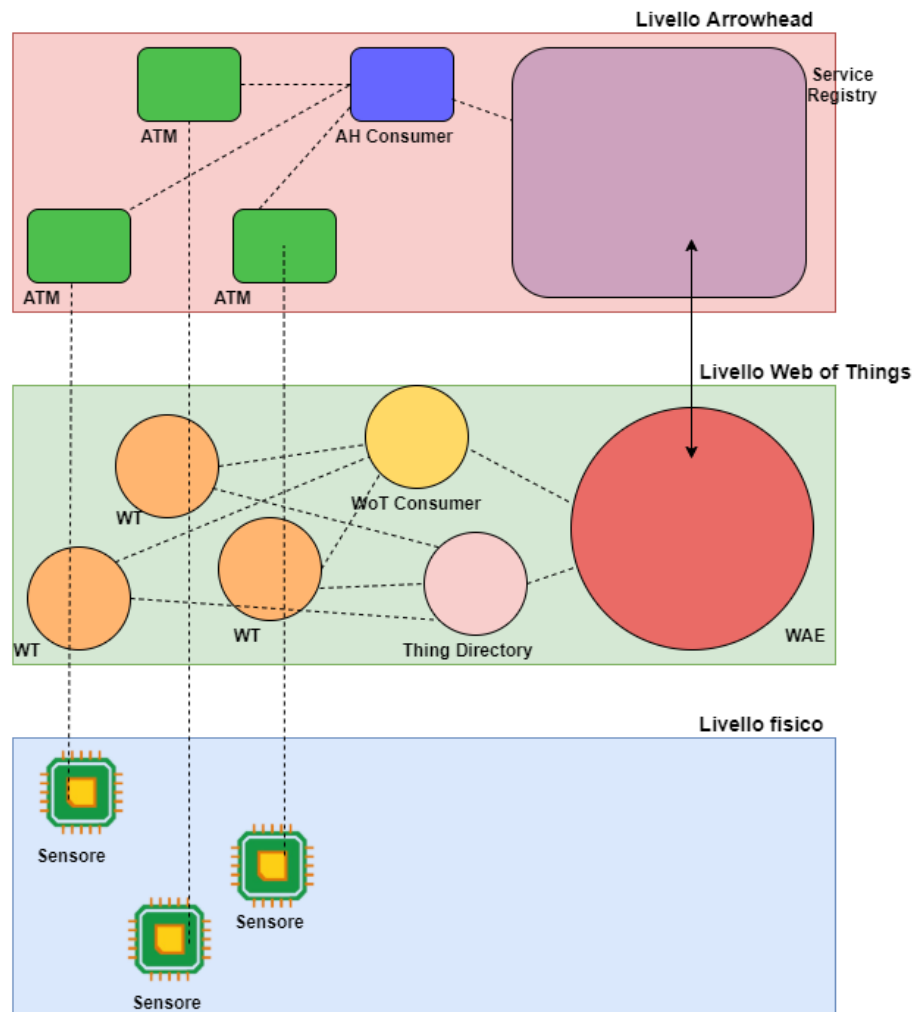 Livello Arrowhead
Service
Registry
ATM
AH Consumer
ATM
ATM
Livello Web of Things
WoT Consumer
WT
WT
WT
Thing Directory
WAE
Livello fisico
Sensore
Sensore
Sensore